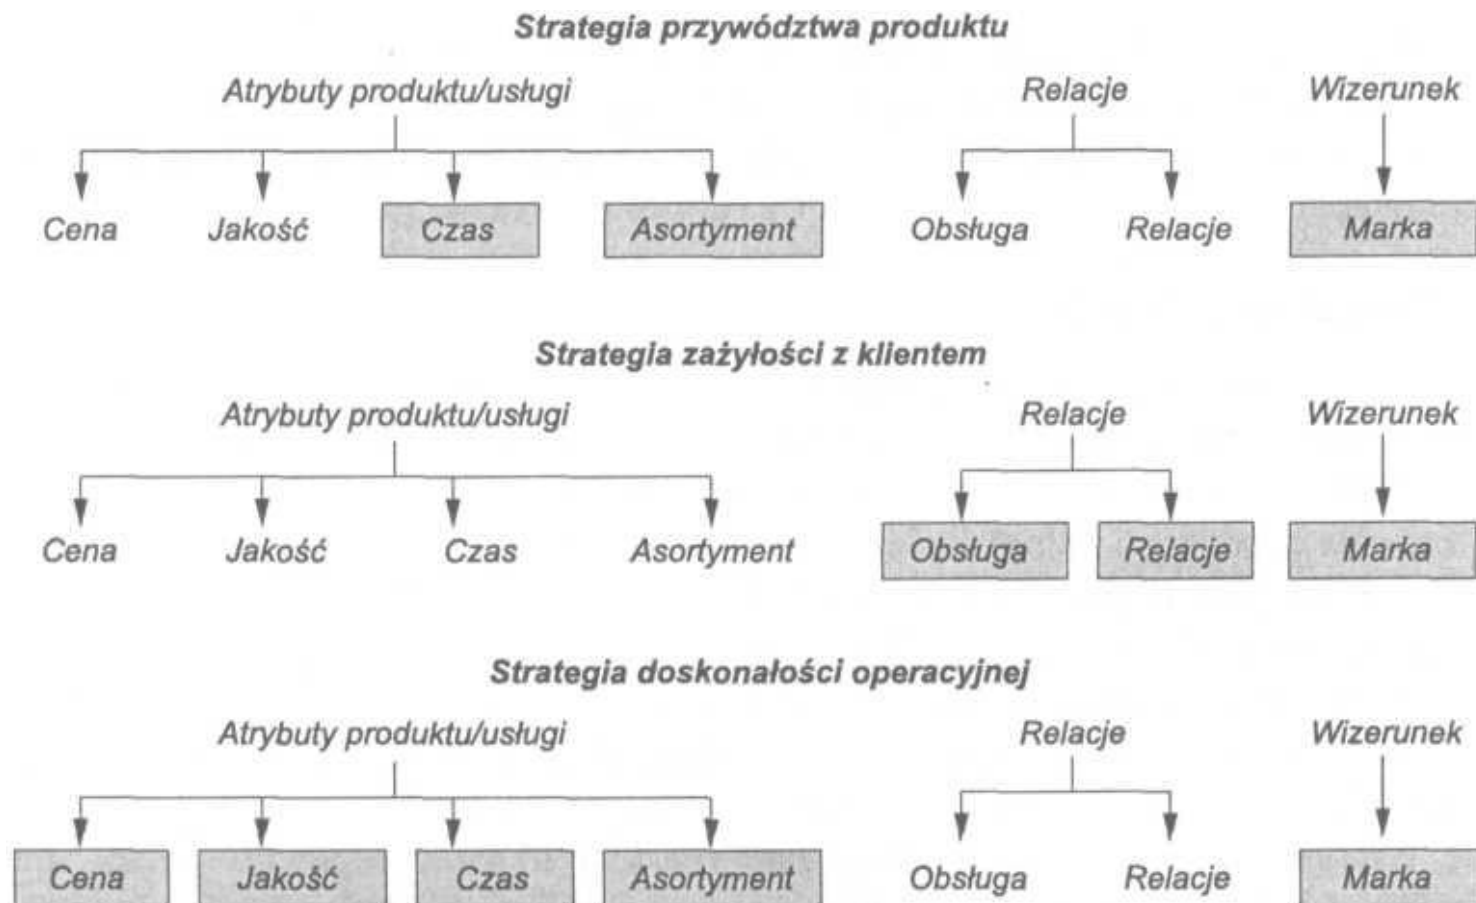 Strategia przywództwa produktu
Atrybuty produktu/usługi Relacje Wizerunek
Cena Jakość Czas Asortyment Obsługa Relacje Marka
Strategia zażyłości z klientem
Atrybuty produktu/usługi Relacje Wizerunek
Cena Jakość Czas Asortyment Obsługa Relacje Marka
Strategia doskonałości operacyjnej
Atrybuty produktu/usługi Relacje Wizerunek
Cena Jakość Czas Asortyment Obsługa Relacje Marka